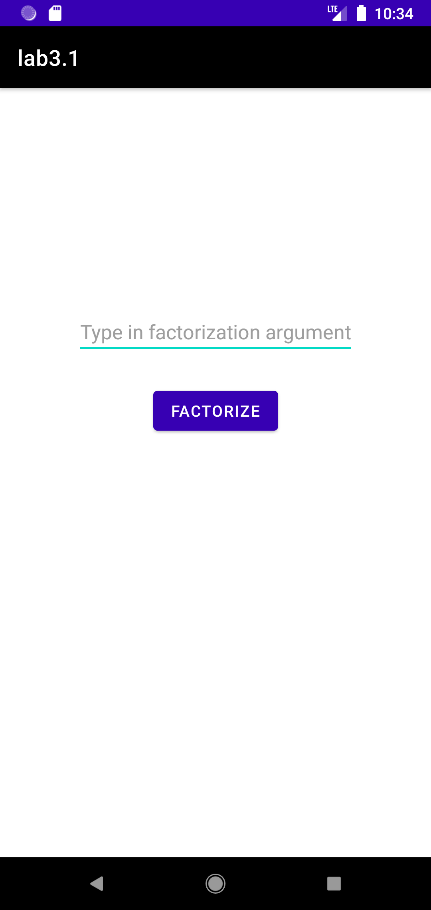 LTE 10:34
lab3.1
Type in factorization argument
FACTORIZE